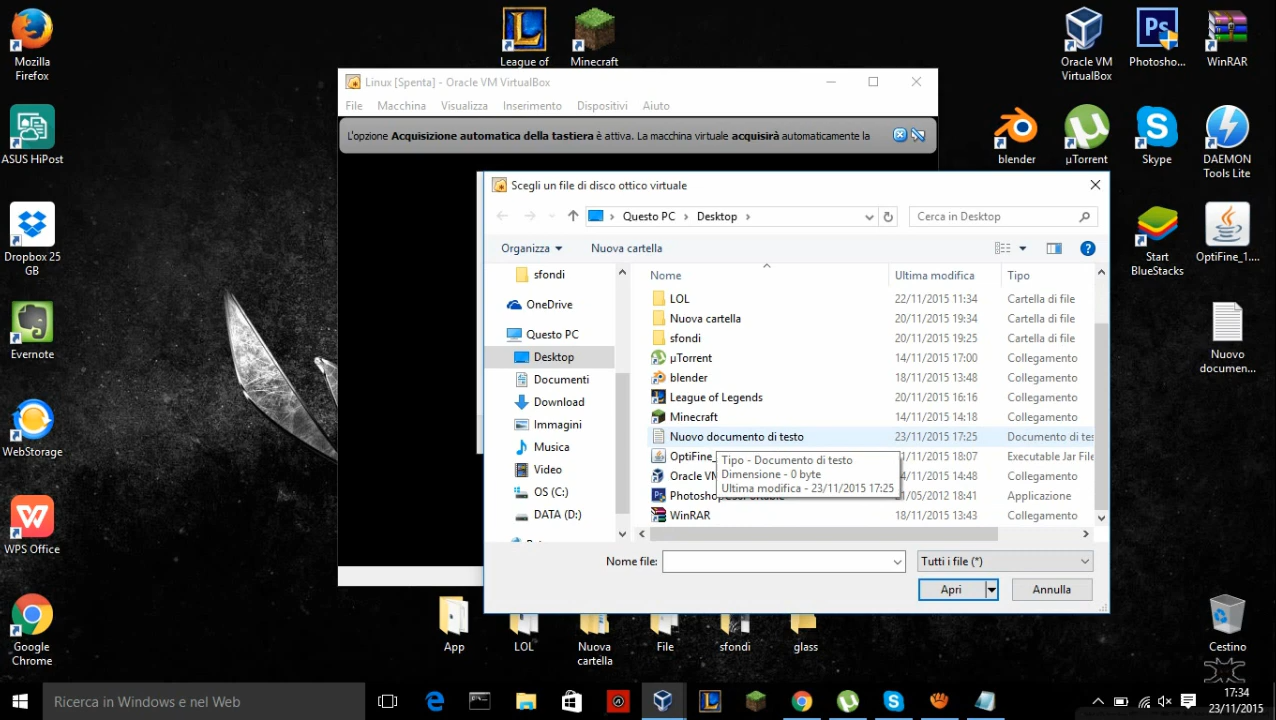 Mozilla
Firefox
League of
Minecraft
Oracle VM
VirtualBox
Photosho...
WinRAR
ASUS HiPost
blender
µTorrent
Skype
DAEMON
Tools Lite
Dropbox 25
GB
Start
BlueStacks
OptiFine_1....
Evernote
Nuovo
documen...
WebStorage
WPS Office
Google
Chrome
Linux [Spenta] - Oracle VM VirtualBox
File Macchina Visualizza Inserimento Dispositivi Aiuto
L'opzione Acquisizione automatica della tastiera è attiva. La macchina virtuale acquisirà automaticamente la
Scegli un file di disco ottico virtuale
Questo PC Desktop
Cerca in Desktop
Organizza Nuova cartella
sfondi
OneDrive
Questo PC
Desktop
Documenti
Download
Immagini
Musica
Video
OS (C:)
DATA (D:)
Nome Ultima modifica Tipo
LOL 22/11/2015 11:34 Cartella di file
Nuova cartella 20/11/2015 19:34 Cartella di file
sfondi 20/11/2015 19:25 Cartella di file
µTorrent 14/11/2015 17:00 Collegamento
blender 18/11/2015 13:48 Collegamento
League of Legends 20/11/2015 16:16 Collegamento
Minecraft 14/11/2015 14:18 Collegamento
Nuovo documento di testo 23/11/2015 17:25 Documento di tes
OptiFine_ 1/11/2015 18:07 Executable Jar File
Oracle VM 4/11/2015 14:48 Collegamento
1/05/2012 18:41 Applicazione
WinRAR 18/11/2015 13:43 Collegamento
Tipo - Documento di testo
Dimensione - 0 byte
Ultima modifica - 23/11/2015 17:25
Nome file:
Tutti i file (*)
Apri Annulla
App
LOL
Nuova
cartella
File
sfondi
glass
Cestino
Ricerca in Windows e nel Web
17:34
23/11/2015